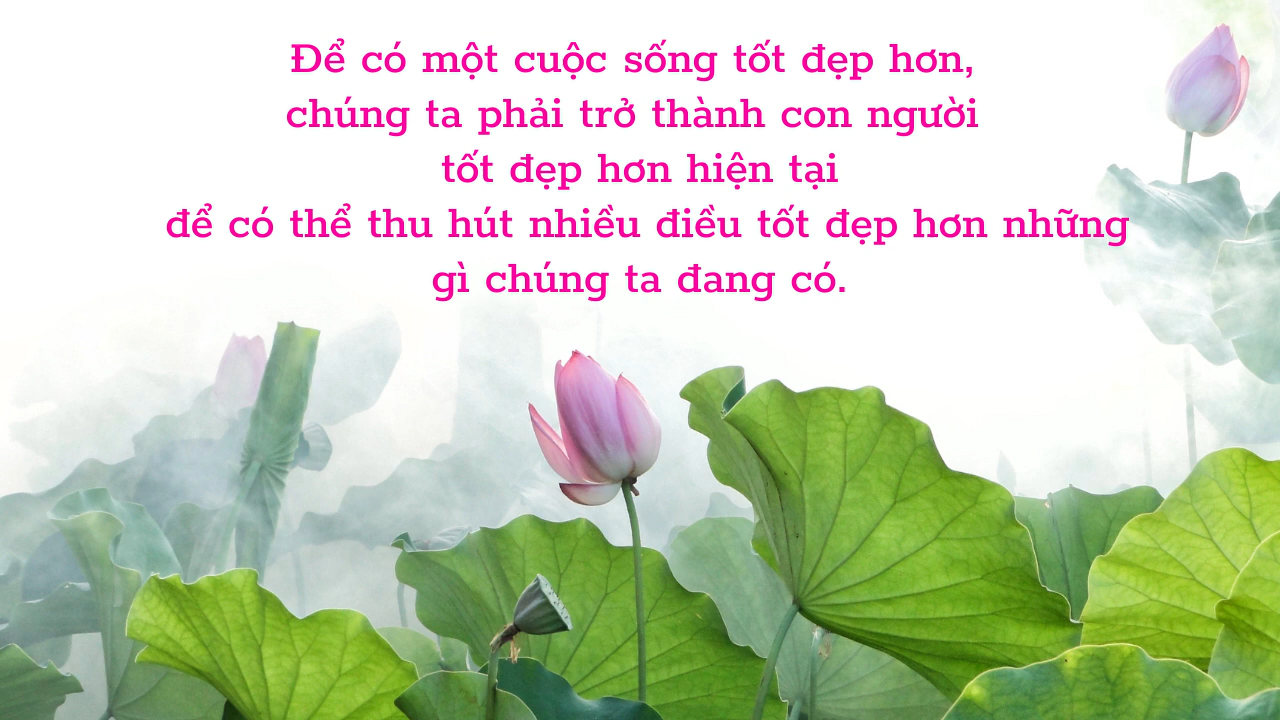 Để có một cuộc sống tốt đẹp hơn,
chúng ta phải trở thành con người
tốt đẹp hơn hiện tại
để có thể thu hút nhiều điều tốt đẹp hơn những
gì chúng ta đang có.